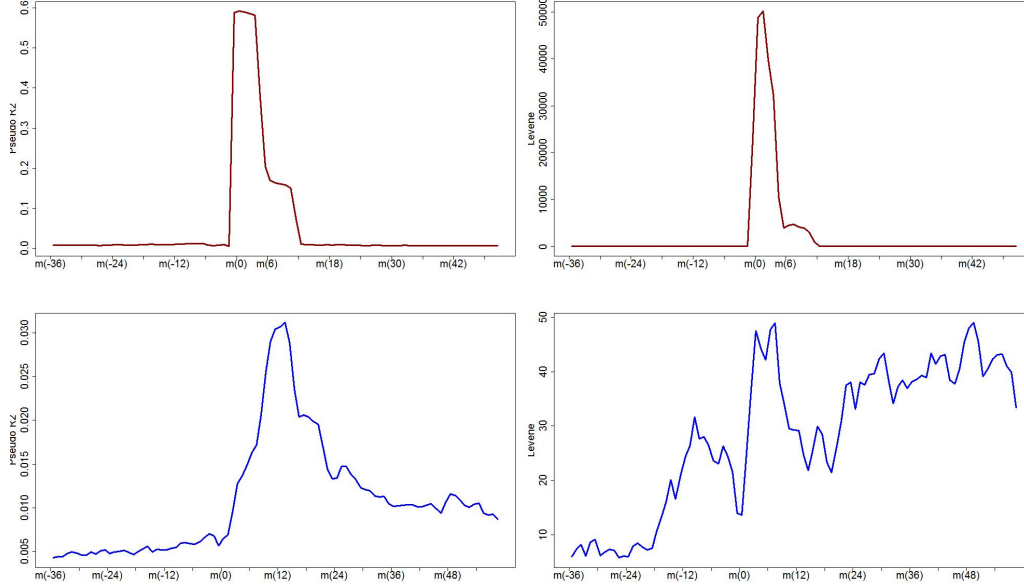 Pseudo R2
0.0 0.1 0.2 0.3 0.4 0.5 0.6
m(-36) m(-24) m(-12) m(0) m(6) m(18) m(30) m(42)
Levene
0 10000 20000 30000 40000 50000
m(-36) m(-24) m(-12) m(0) m(6) m(18) m(30) m(42)
Pseudo R2
0.005 0.010 0.015 0.020 0.025 0.030
m(-36) m(-24) m(-12) m(0) m(12) m(24) m(36) m(48)
Levene
10 20 30 40 50
m(-36) m(-24) m(-12) m(0) m(12) m(24) m(36) m(48)